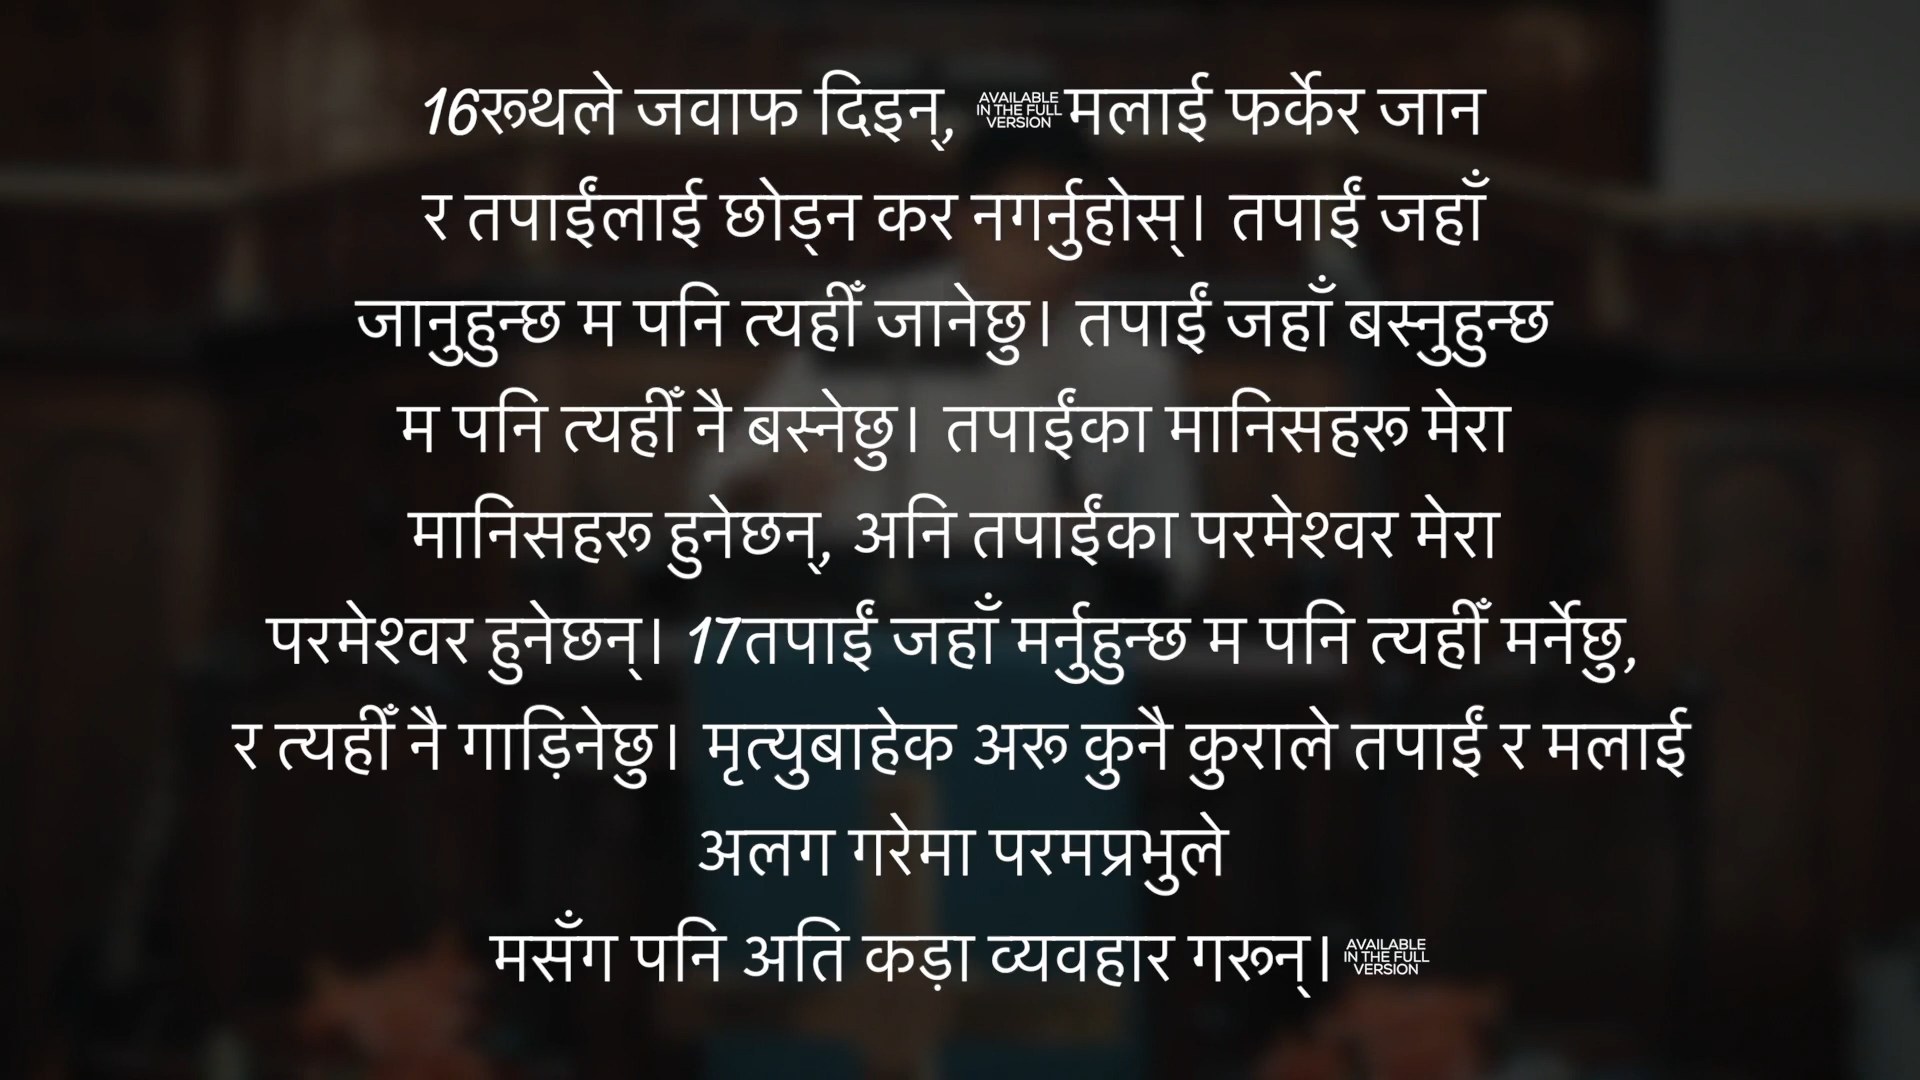 16रूथले जवाफ दिइन्, AVAILABLE IN THE FULL VERSION मलाई फर्केर जान
र तपाईंलाई छोड्न कर नगर्नुहोस्। तपाईं जहाँ
जानुहुन्छ म पनि त्यहीँ जानेछु। तपाईं जहाँ बस्नुहुन्छ
म पनि त्यहीँ नै बस्नेछु। तपाईंका मानिसहरू मेरा
मानिसहरू हुनेछन्, अनि तपाईंका परमेश्वर मेरा
परमेश्वर हुनेछन्। 17तपाईं जहाँ मर्नुहुन्छ म पनि त्यहीँ मर्नेछु,
र त्यहीँ नै गाड़िनेछु। मृत्युबाहेक अरू कुनै कुराले तपाईं र मलाई
अलग गरेमा परमप्रभुले
मसँग पनि अति कड़ा व्यवहार गरून्। AVAILABLE IN THE FULL VERSION